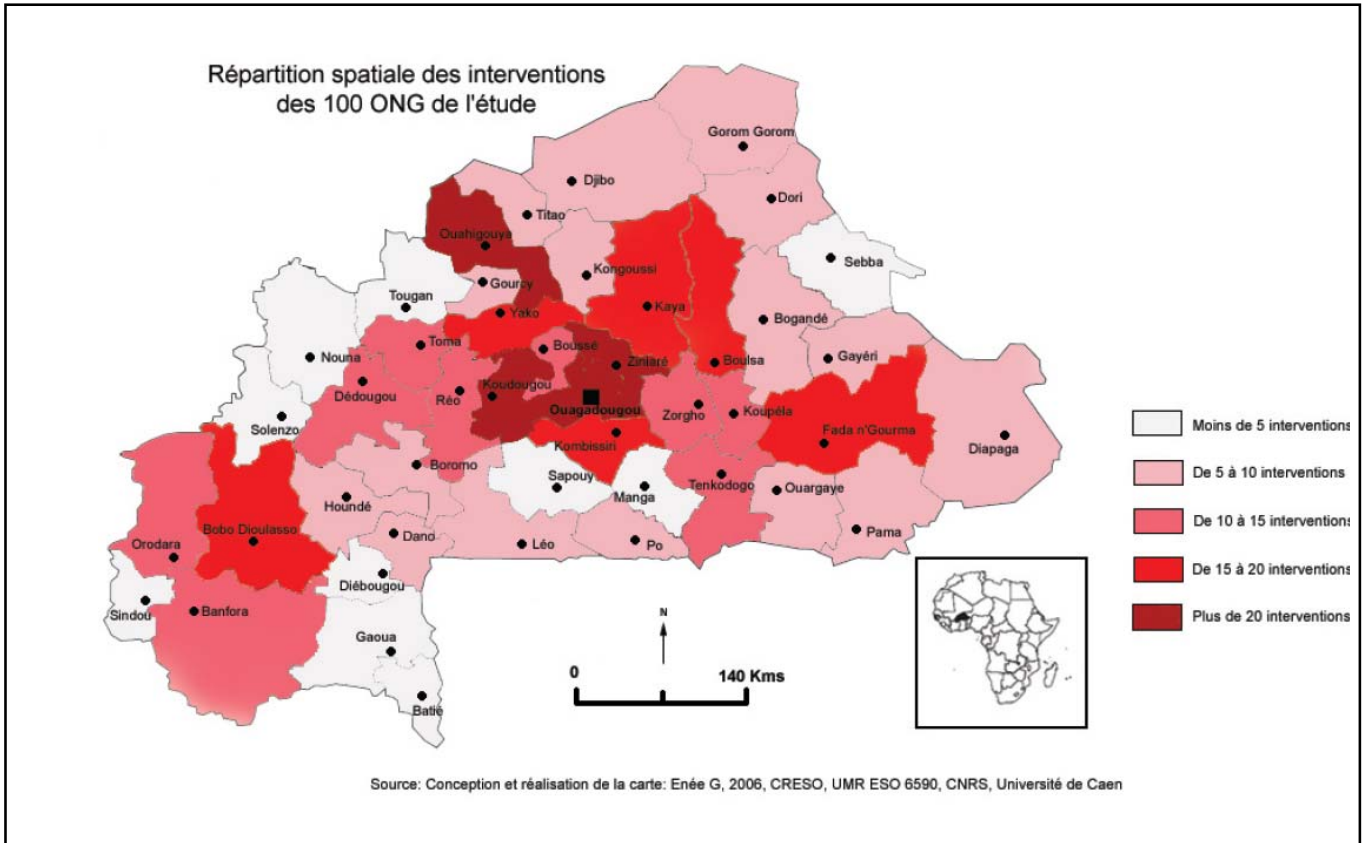 Répartition spatiale des interventions
des 100 ONG de l'étude
Gorom Gorom
Djibo
Dori
Titao
Ouahigouya
Sebba
Kongoussi
Gourcy
Tougan
Kaya
Yako
Bogandé
Toma
Boussé
Nouna
Zinlaré
Boulsa
Gayéri
Dédougou
Réo
Koudougou
Ouagadougou
Zorgho
Koupéla
Solenzo
Kombissiri
Fada n'Gourma
Diapaga
Boromo
Sapouy
Manga
Tenkodogo
Ouargaye
Houndé
Bobo Dioulasso
Dano
Léo
Po
Pama
Orodara
Diébougou
Sindou
Banfora
Gaoua
Batié
Moins de 5 interventions
De 5 à 10 interventions
De 10 à 15 interventions
De 15 à 20 interventions
Plus de 20 interventions
N
0
140 Kms
Source: Conception et réalisation de la carte: Enée G, 2006, CRESO, UMR ESO 6590, CNRS, Université de Caen